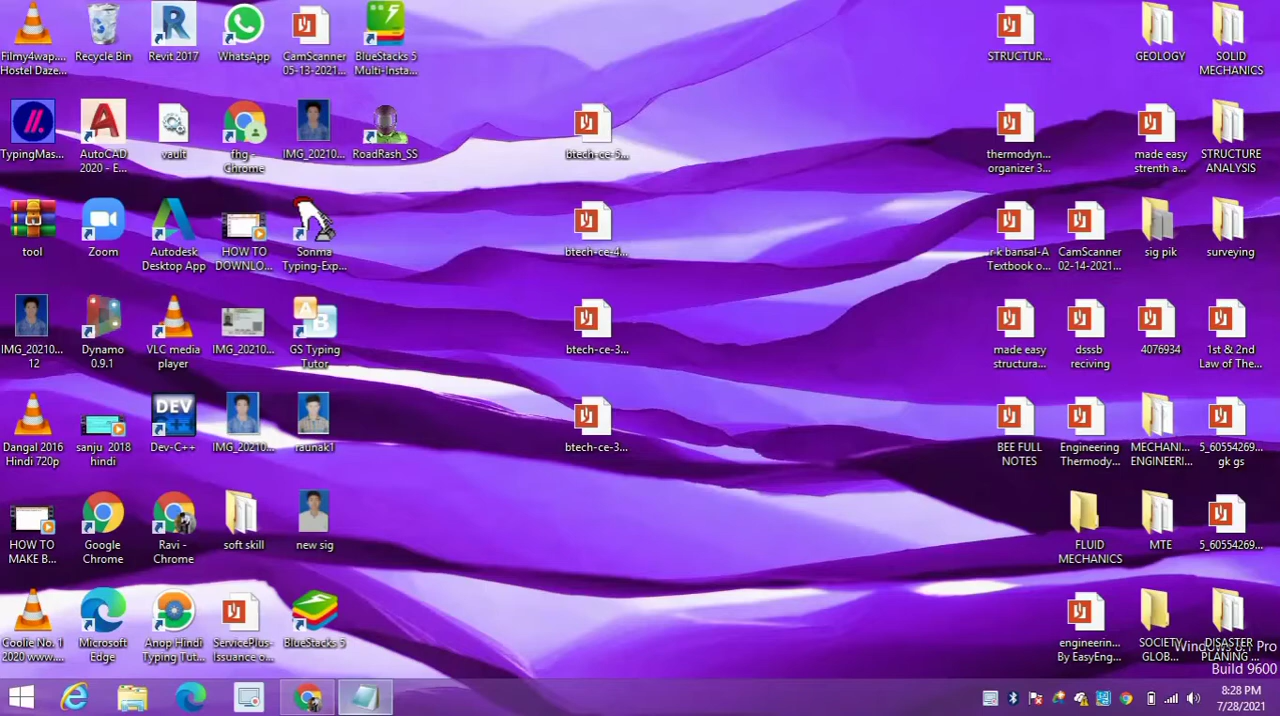 Filmy4wap....
Hostel Daze...
Recycle Bin
Revit 2017
WhatsApp
CamScanner
05-13-2021...
BlueStacks 5
Multi-Insta...
STRUCTUR...
GEOLOGY
SOLID
MECHANICS
TypingMas...
AutoCAD
2020 - E...
vault
fhg -
Chrome
IMG_20210...
RoadRash_SS
btech-ce-5...
thermodyn...
organizer 3...
made easy
strenth a...
STRUCTURE
ANALYSIS
tool
Zoom
Autodesk
Desktop App
HOW TO
DOWNLO...
Sonma
Typing-Exp...
btech-ce-4...
r-k bansal-A
Textbook o...
CamScanner
02-14-2021...
sig pik
surveying
IMG_20210...
12
Dynamo
0.9.1
VLC media
player
IMG_20210...
A
B
GS Typing
Tutor
btech-ce-3...
made easy
structura...
dsssb
reciving
4076934
1st & 2nd
Law of The...
Dangal 2016
Hindi 720p
sanju 2018
hindi
DEV
Dev-C++
IMG_20210...
raunak1
btech-ce-3...
BEE FULL
NOTES
Engineering
Thermody...
MECHANI...
ENGINEERI...
5_60554269...
gk gs
HOW TO
MAKE B...
Google
Chrome
Ravi -
Chrome
soft skill
new sig
FLUID
MECHANICS
MTE
5_60554269...
Coolie No. 1
2020 www....
Microsoft
Edge
Anop Hindi
Typing Tut...
ServicePlus-
Issuance o...
BlueStacks 5
engineerin...
By EasyEng...
SOCIETY
GLOB...
DISASTER
PLANING ...
Windows 8.1 Pro
Build 9600
8:28 PM
7/28/2021